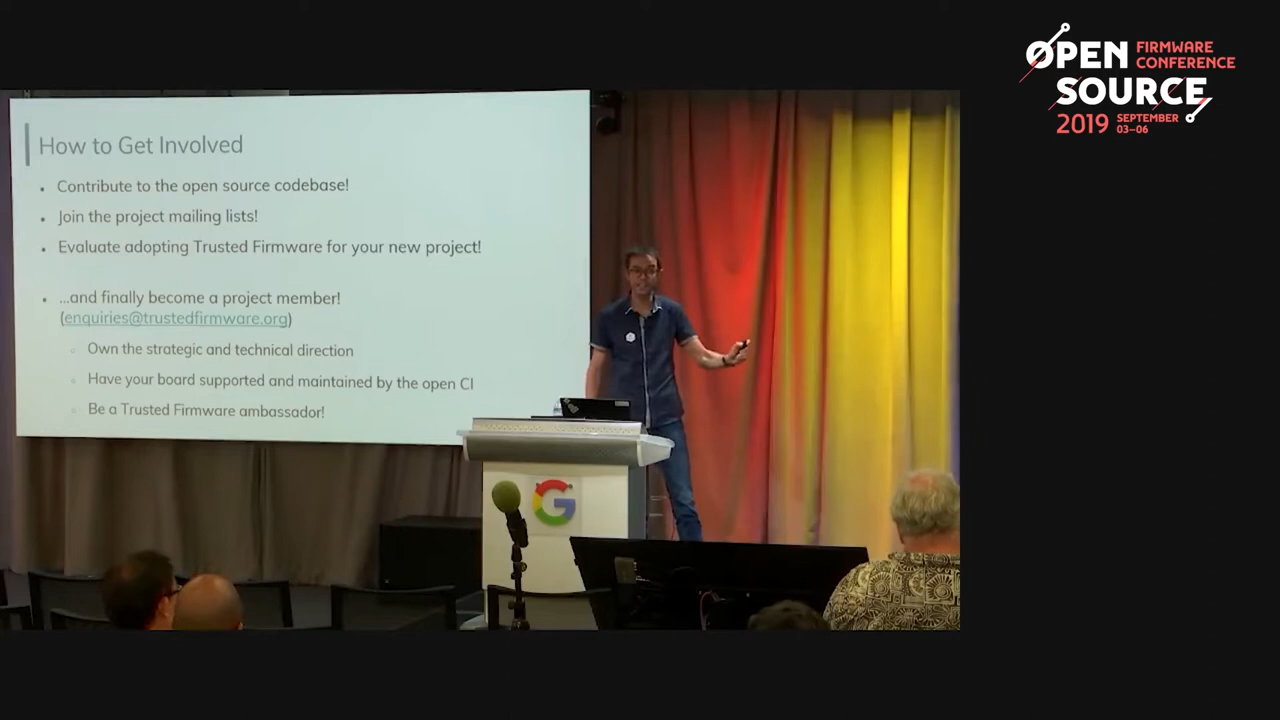 How to Get Involved
Contribute to the open source codebase!
Join the project mailing lists!
Evaluate adopting Trusted Firmware for your new project!
...and finally become a project member!
(enquiries@trustedfirmware.org)
Own the strategic and technical direction
Have your board supported and maintained by the open CI
Be a Trusted Firmware ambassador!
G
OPEN FIRMWARE
CONFERENCE
SOURCE
2019 SEPTEMBER
03–06